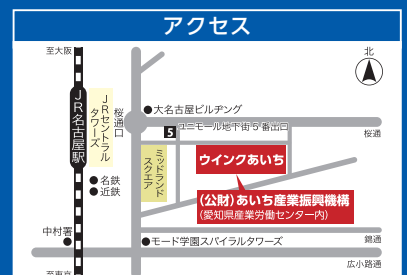 アクセス
至大阪
北
JR名古屋駅
JRセントラル
タワーズ
桜通口
●大名古屋ビルヂング
5
ユニモール地下街5番出口
桜通
ミッドランド
スクエア
ウインクあいち
●名鉄
●近鉄
(公財)あいち産業振興機構
(愛知県産業労働センター内)
中村署
●モード学園スパイラルタワーズ
錦通
広小路通
至東京